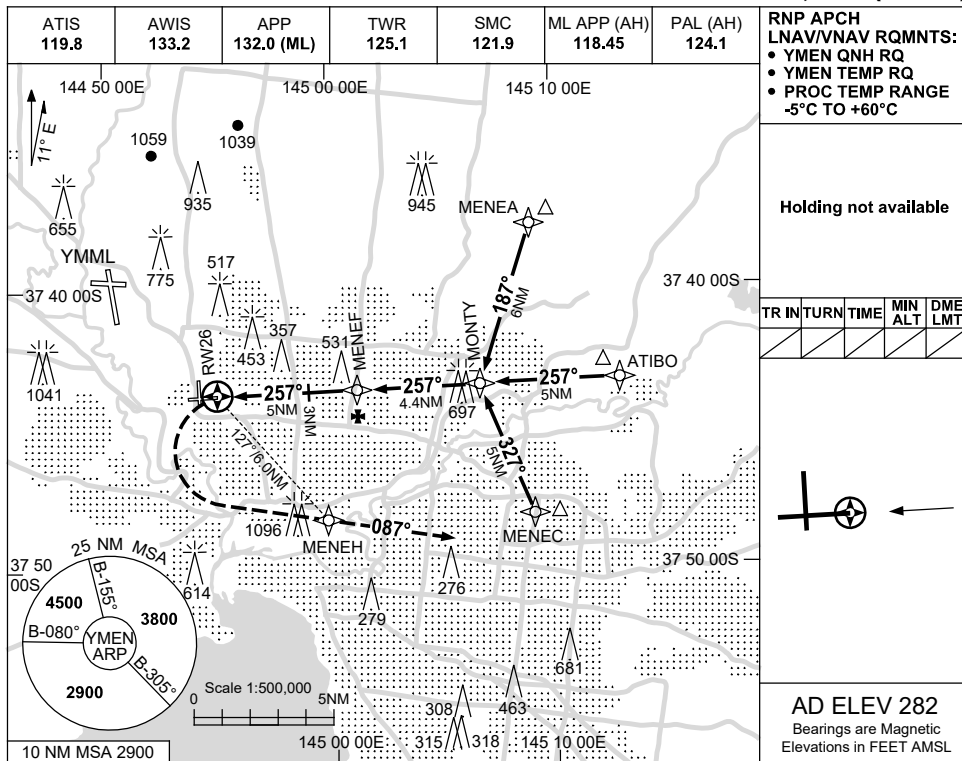 ATIS AWIS APP TWR SMC ML APP (AH) PAL (AH)
119.8 133.2 132.0 (ML) 125.1 121.9 118.45 124.1
RNP APCH
LNAV/VNAV RQMNTS:
• YMEN QNH RQ
• YMEN TEMP RQ
• PROC TEMP RANGE
-5°C TO +60°C
Holding not available
TR IN TURN TIME MIN ALT DME LMT
144 50 00E 145 00 00E 145 10 00E
11° E
1059
1039
935
945
655
MENEA
YMML
775
517
187°
6NM
37 40 00S
37 40 00S
453
357
531
MENEF
MONTY
ATIBO
RW26
1041
257°
5NM
3NM
257°
4.4NM
697
257°
5NM
127°/6.0NM
327°
5NM
1096
MENEH
087°
MENEC
37 50 00S
37 50
00S
614
276
279
681
463
308
315
318
25 NM MSA
B-155°
4500
3800
B-080°
YMEN
ARP
B-305°
2900
Scale 1:500,000
0 5NM
10 NM MSA 2900
145 00 00E 145 10 00E
AD ELEV 282
Bearings are Magnetic
Elevations in FEET AMSL